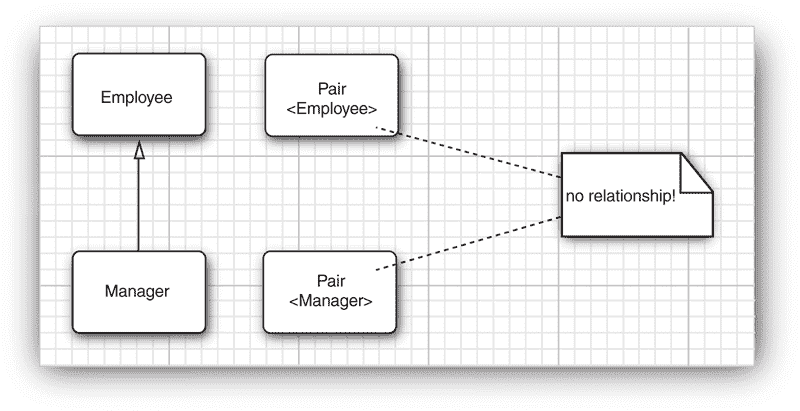 Employee
Pair
<Employee>
no relationship!
Manager
Pair
<Manager>